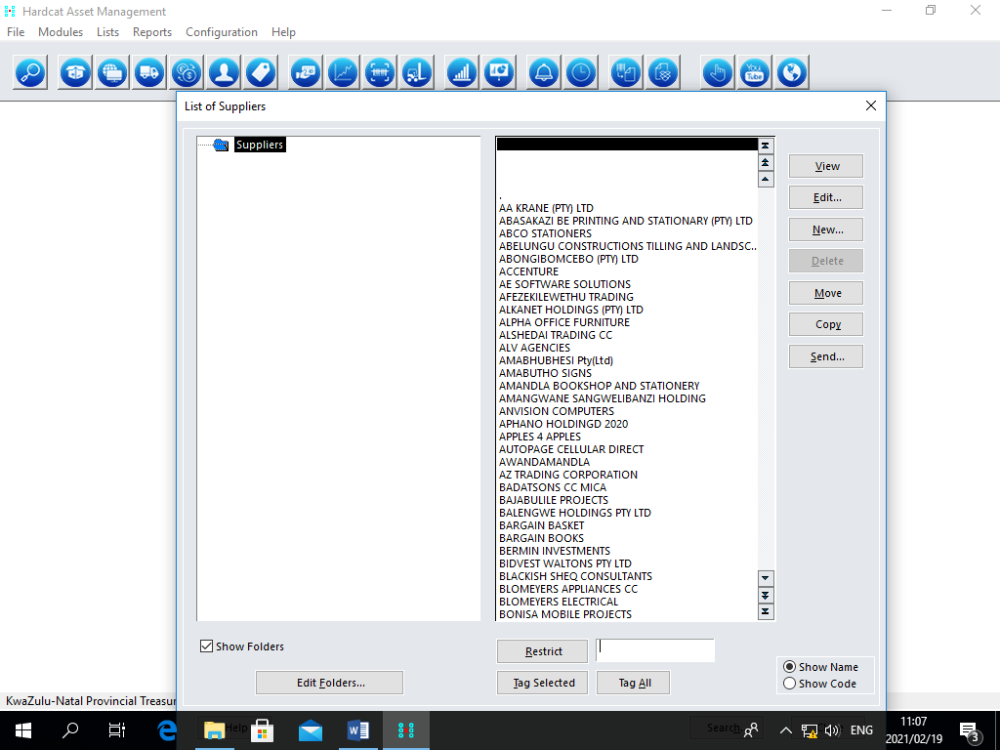 Hardcat Asset Management
File Modules Lists Reports Configuration Help
You
Tube
List of Suppliers
Suppliers
.
AA KRANE (PTY) LTD
ABASAKAZI BE PRINTING AND STATIONARY (PTY) LTD
ABCO STATIONERS
ABELUNGU CONSTRUCTIONS TILLING AND LANDSC..
ABONGIBOMCEBO (PTY) LTD
ACCENTURE
AE SOFTWARE SOLUTIONS
AFEZEKILEWETHU TRADING
ALKANET HOLDINGS (PTY) LTD
ALPHA OFFICE FURNITURE
ALSHEDAI TRADING CC
ALV AGENCIES
AMABHUBHESI Pty(Ltd)
AMABUTHO SIGNS
AMANDLA BOOKSHOP AND STATIONERY
AMANGWANE SANGWELIBANZI HOLDING
ANVISION COMPUTERS
APHANO HOLDINGD 2020
APPLES 4 APPLES
AUTOPAGE CELLULAR DIRECT
AWANDAMANDLA
AZ TRADING CORPORATION
BADATSONS CC MICA
BAJABULILE PROJECTS
BALENGWE HOLDINGS PTY LTD
BARGAIN BASKET
BARGAIN BOOKS
BERMIN INVESTMENTS
BIDVEST WALTONS PTY LTD
BLACKISH SHEQ CONSULTANTS
BLOMEYERS APPLIANCES CC
BLOMEYERS ELECTRICAL
BONISA MOBILE PROJECTS
View
Edit...
New...
Delete
Move
Copy
Send...
Show Folders
Edit Folders...
Restrict
Tag Selected Tag All
Show Name
Show Code
KwaZulu-Natal Provincial Treasur
Help
Search
ENG
11:07
2021/02/19
3